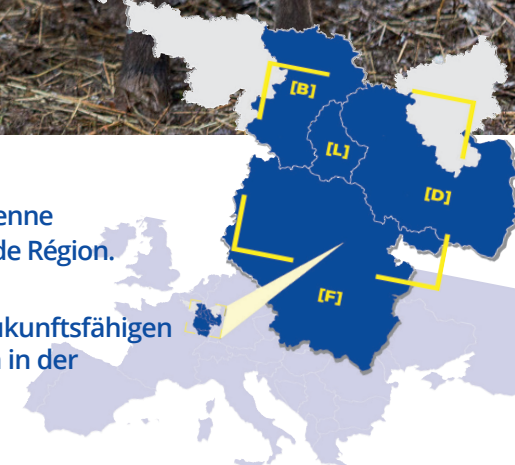 [B]
[L]
[D]
[F]
enne
de Région.
ukunftsfähigen
in der